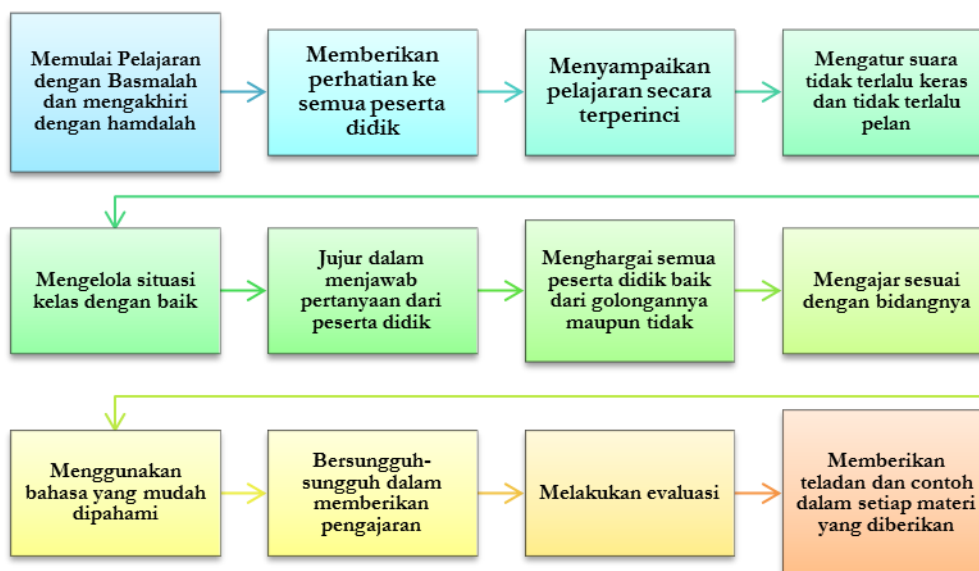 Memulai Pelajaran
dengan Basmalah
dan mengakhiri
dengan hamdalah
Memberikan
perhatian ke
semua peserta
didik
Menyampaikan
pelajaran secara
terperinci
Mengatur suara
tidak terlalu keras
dan tidak terlalu
pelan
Mengelola situasi
kelas dengan baik
Jujur dalam
menjawab
pertanyaan dari
peserta didik
Menghargai semua
peserta didik baik
dari golongannya
maupun tidak
Mengajar sesuai
dengan bidangnya
Menggunakan
bahasa yang mudah
dipahami
Bersungguh-
sungguh dalam
memberikan
pengajaran
Melakukan evaluasi
Memberikan
teladan dan contoh
dalam setiap materi
yang diberikan